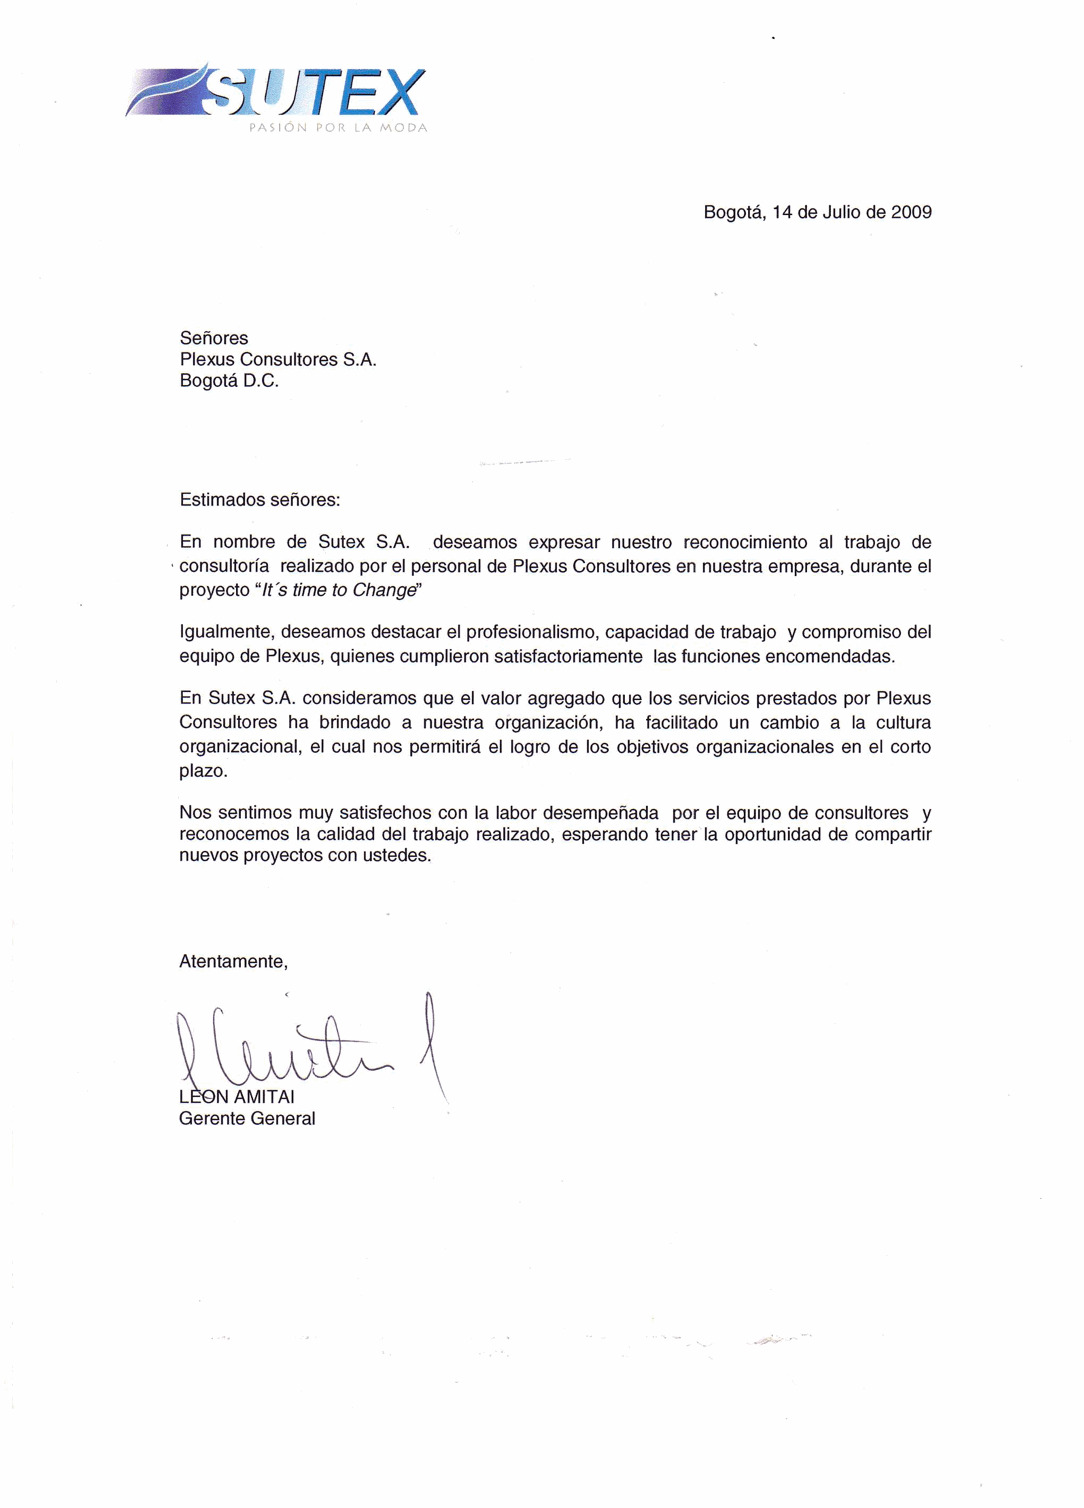 SUTEX
PASIÓN POR LA MODA
Bogotá, 14 de Julio de 2009
Señores
Plexus Consultores S.A.
Bogotá D.C.
Estimados señores:
En nombre de Sutex S.A. deseamos expresar nuestro reconocimiento al trabajo de
consultoría realizado por el personal de Plexus Consultores en nuestra empresa, durante el
proyecto “It´s time to Change”
Igualmente, deseamos destacar el profesionalismo, capacidad de trabajo y compromiso del
equipo de Plexus, quienes cumplieron satisfactoriamente las funciones encomendadas.
En Sutex S.A. consideramos que el valor agregado que los servicios prestados por Plexus
Consultores ha brindado a nuestra organización, ha facilitado un cambio a la cultura
organizacional, el cual nos permitirá el logro de los objetivos organizacionales en el corto
plazo.
Nos sentimos muy satisfechos con la labor desempeñada por el equipo de consultores y
reconocemos la calidad del trabajo realizado, esperando tener la oportunidad de compartir
nuevos proyectos con ustedes.
Atentamente,
LEON AMITAI
Gerente General